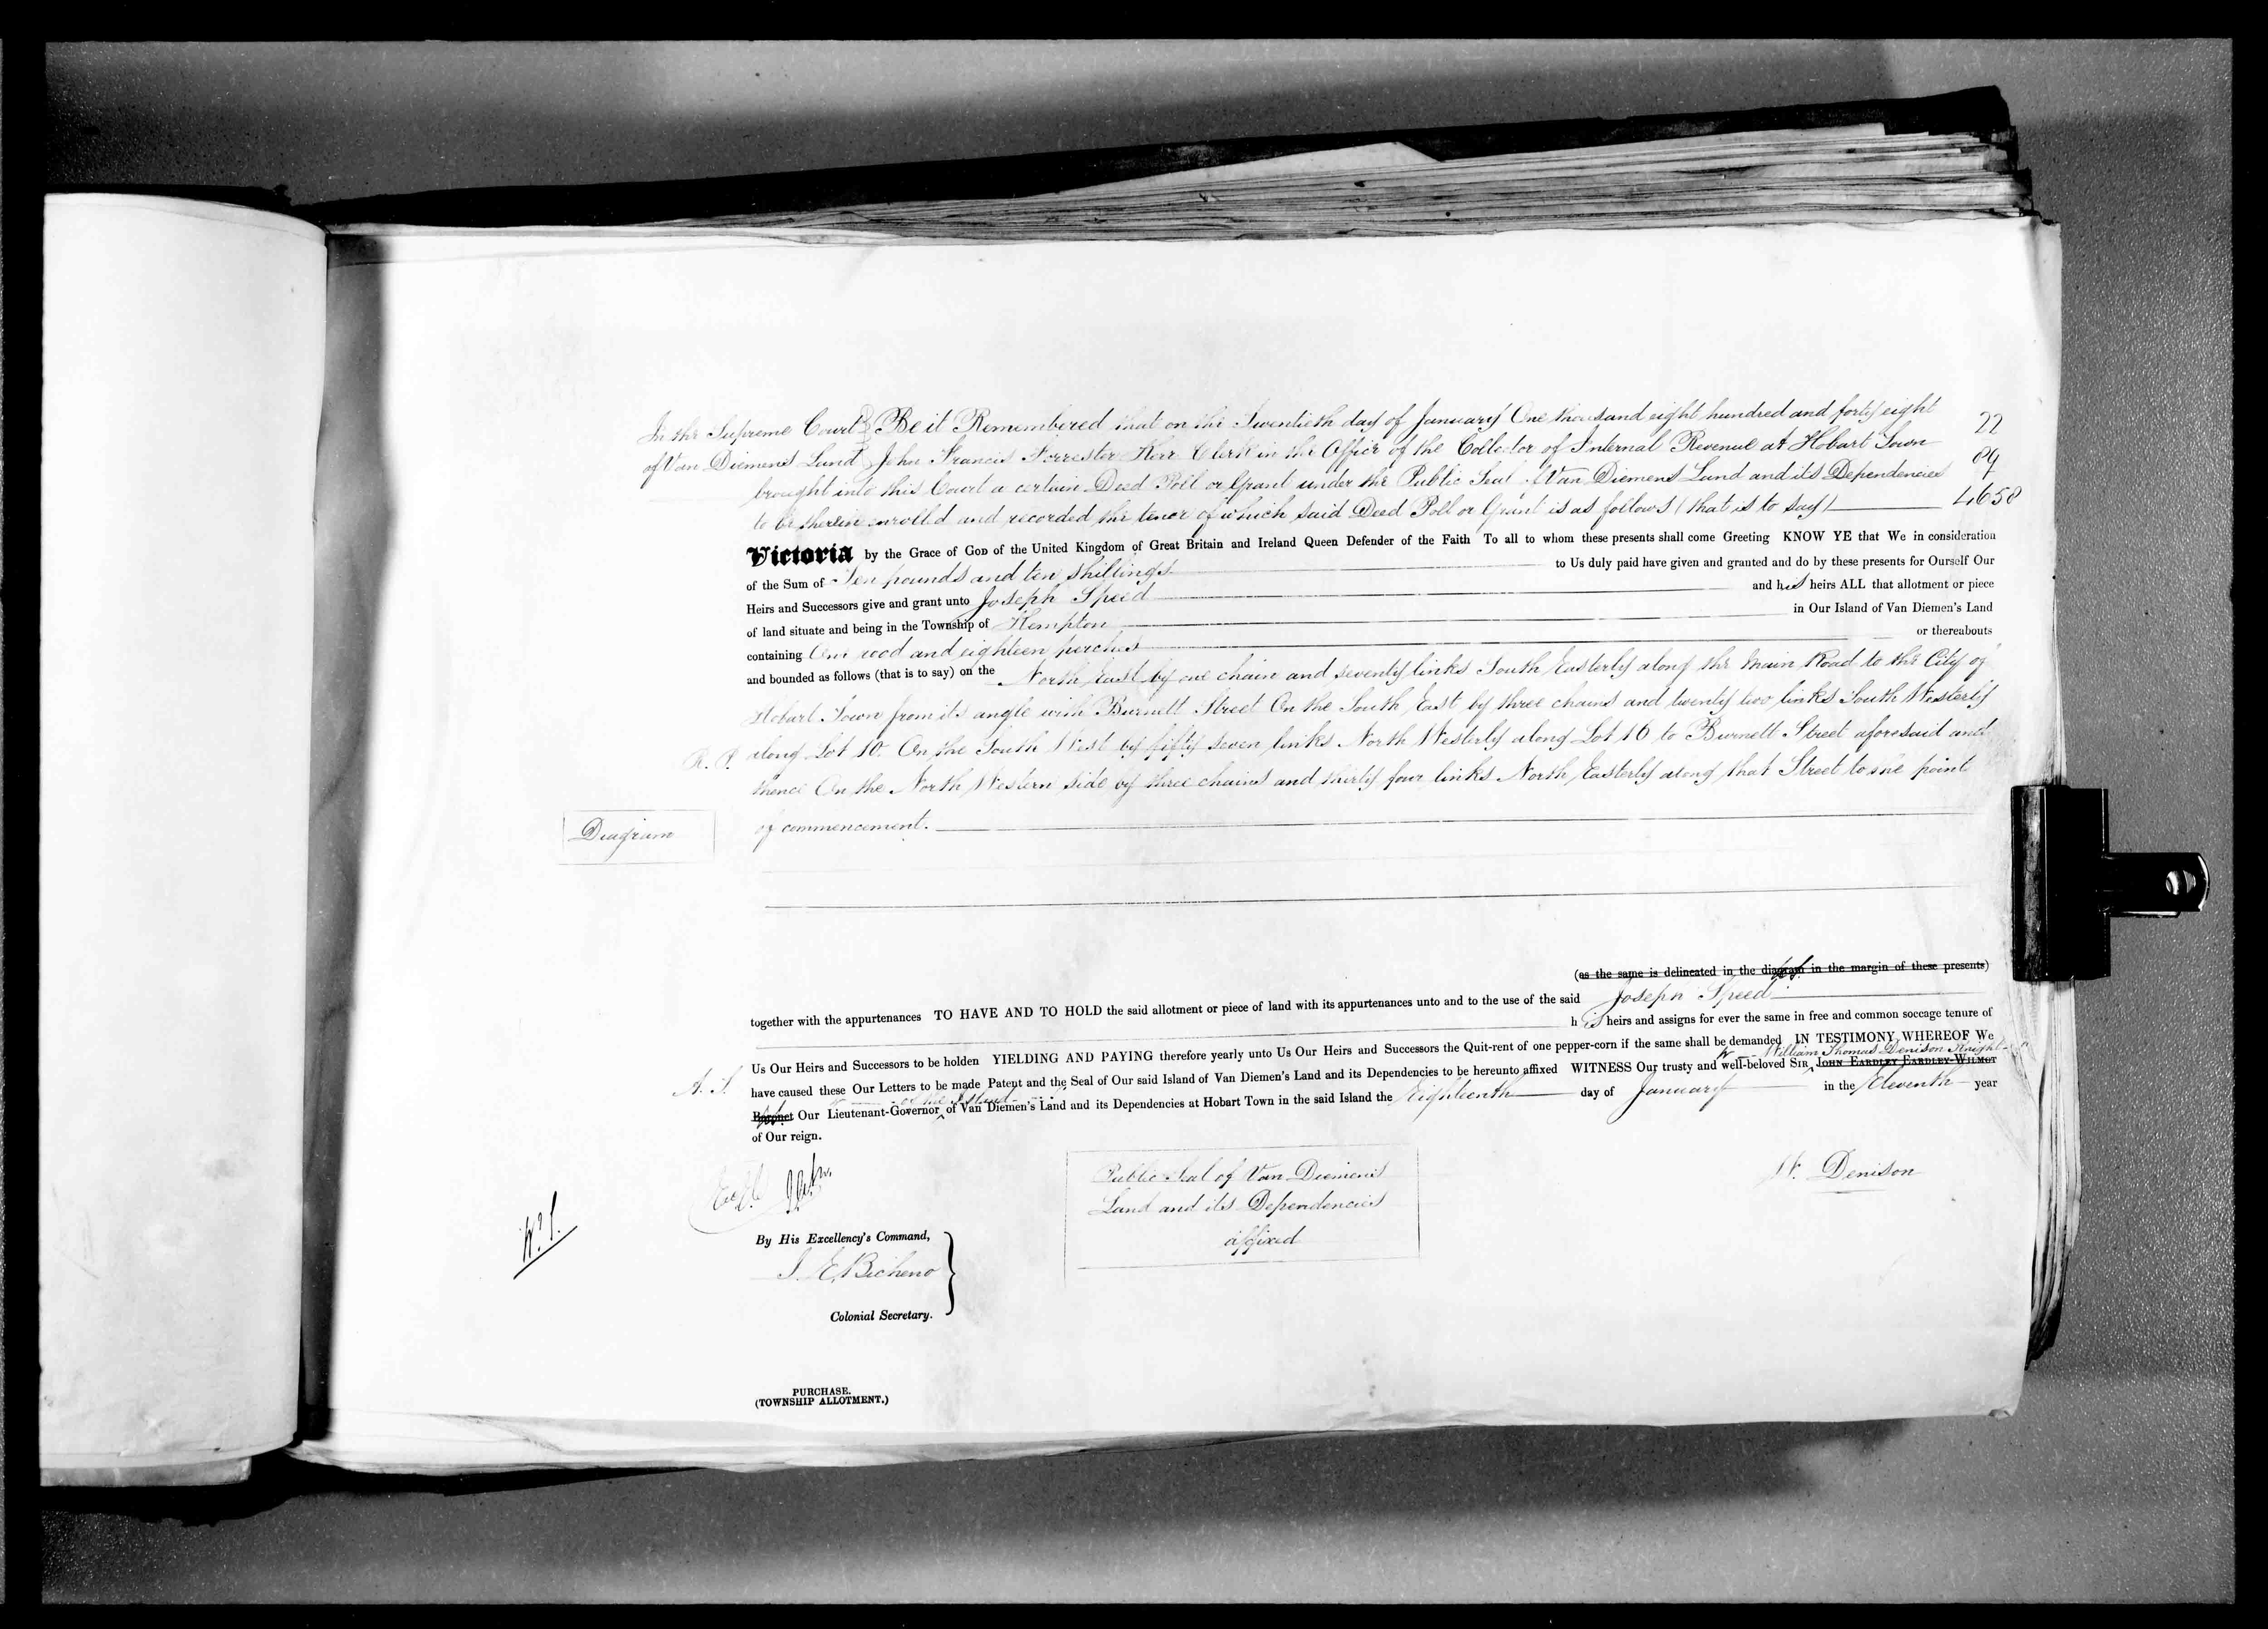 In the Supreme Court } Be it Remembered that on the Twentieth day of January One thousand eight hundred and forty eight 22
of Van Diemens Land } John Francis Forrester Kerr Clerk in the Office of the Collector of Internal Revenue at Hobart Town 89
brought into this Court a certain Deed Poll or Grant under the Public Seal of Van Diemens Land and its Dependencies
to be therein enrolled and recorded the tenor of which said Deed Poll or Grant is as follows (that is to say) 4658
Victoria by the Grace of GOD of the United Kingdom of Great Britain and Ireland Queen Defender of the Faith To all to whom these presents shall come Greeting KNOW YE that We in consideration
of the Sum of Ten pounds and ten shillings to Us duly paid have given and granted and do by these presents for Ourself Our
Heirs and Successors give and grant unto Joseph Speed and his heirs ALL that allotment or piece
of land situate and being in the Township of Kempton in Our Island of Van Diemen's Land
containing One rood and eighteen perches or thereabouts
and bounded as follows (that is to say) on the North East by one chain and seventy links South Easterly along the Main Road to the City of
Hobart Town from its angle with Burnett Street On the South East by three chains and twenty two links South Westerly
R. P. along Lot 10 On the South West by fifty seven links North Westerly along Lot 16 to Burnett Street aforesaid and
thence On the North Western side by three chains and thirty four links North Easterly along that Street to the point
Diagram of commencement.
(as the same is delineated in the diagram in the margin of these presents)
together with the appurtenances TO HAVE AND TO HOLD the said allotment or piece of land with its appurtenances unto and to the use of the said Joseph Speed
his heirs and assigns for ever the same in free and common soccage tenure of
Us Our Heirs and Successors to be holden YIELDING AND PAYING therefore yearly unto Us Our Heirs and Successors the Quit-rent of one pepper-corn if the same shall be demanded IN TESTIMONY WHEREOF We
William Thomas Denison Knight
have caused these Our Letters to be made Patent and the Seal of Our said Island of Van Diemen's Land and its Dependencies to be hereunto affixed WITNESS Our trusty and well-beloved SIR JOHN EARDLEY EARDLEY-WILMOT
of the Island
Baronet Our Lieutenant-Governor of Van Diemen's Land and its Dependencies at Hobart Town in the said Island the Eighteenth day of January in the Eleventh year
of Our reign.
W. Denison
Public Seal of Van Diemens
Land and its Dependencies
affixed
By His Excellency's Command,
J. E. Bicheno
Colonial Secretary.
PURCHASE.
(TOWNSHIP ALLOTMENT.)